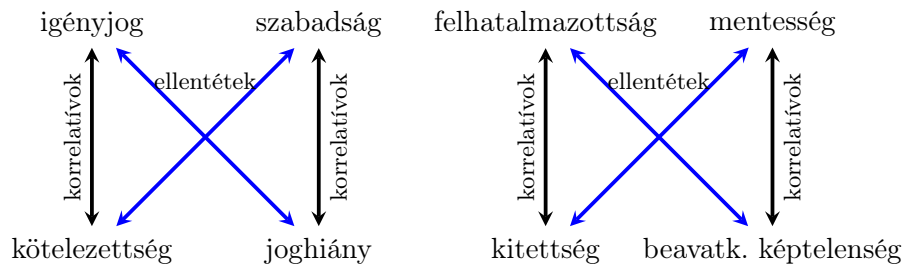 igényjog szabadság felhatalmazottság mentesség
ellentétek ellentétek
korrelatívok korrelatívok korrelatívok korrelatívok
kötelezettség joghiány kitettség beavatk. képtelenség